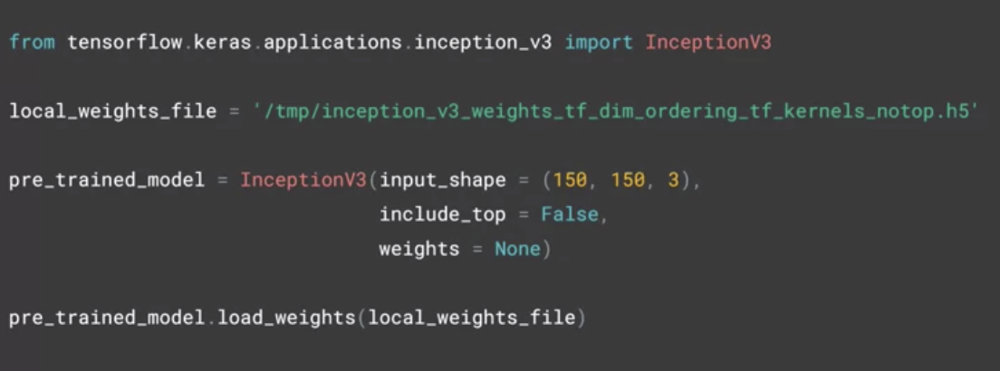 from tensorflow.keras.applications.inception_v3 import InceptionV3
local_weights_file = '/tmp/inception_v3_weights_tf_dim_ordering_tf_kernels_notop.h5'
pre_trained_model = InceptionV3(input_shape = (150, 150, 3),
include_top = False,
weights = None)
pre_trained_model.load_weights(local_weights_file)